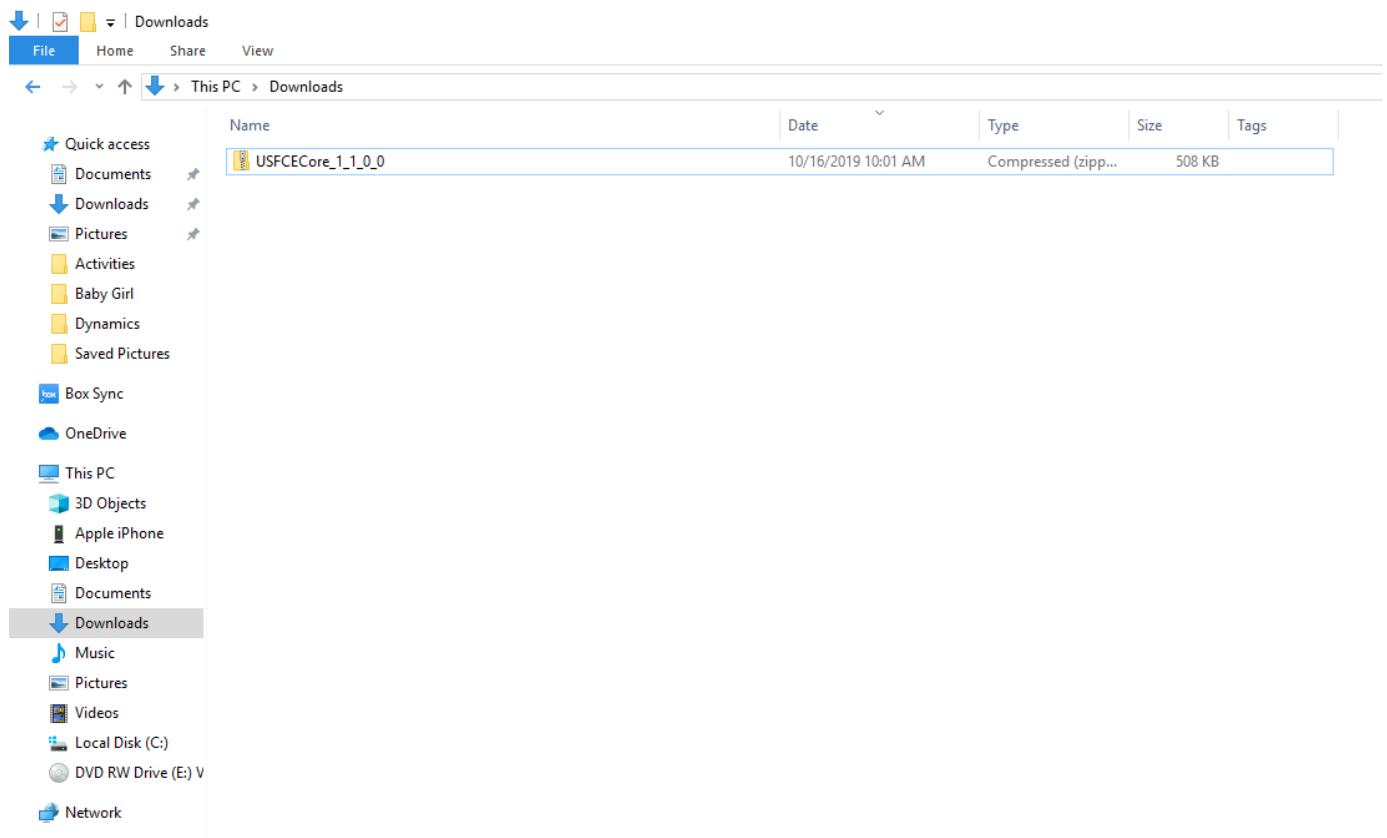 Downloads
File Home Share View
This PC > Downloads
Name Date Type Size Tags
USFCECore_1_1_0_0 10/16/2019 10:01 AM Compressed (zipp... 508 KB
Quick access
Documents
Downloads
Pictures
Activities
Baby Girl
Dynamics
Saved Pictures
box Box Sync
OneDrive
This PC
3D Objects
Apple iPhone
Desktop
Documents
Downloads
Music
Pictures
Videos
Local Disk (C:)
DVD RW Drive (E:) V
Network